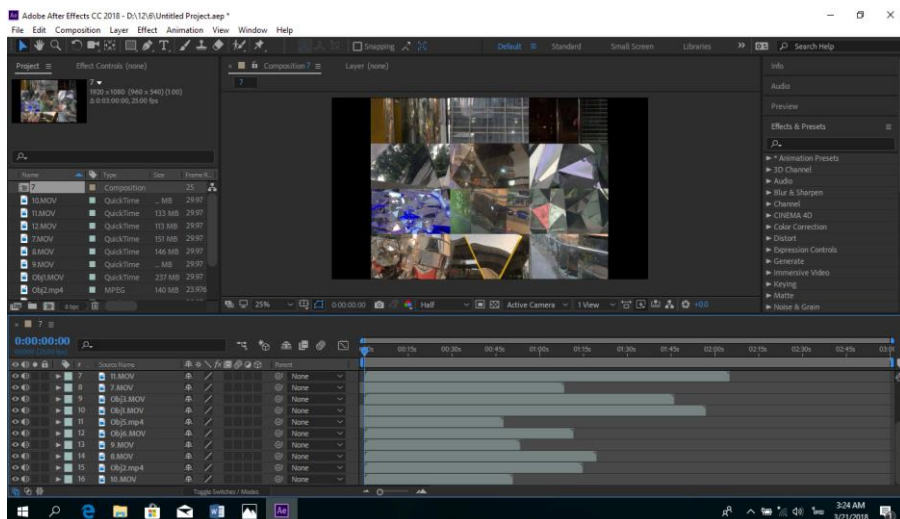 Adobe After Effects CC 2018 - D:\12\6\Untitled Project.aep *
File Edit Composition Layer Effect Animation View Window Help
Snapping Default Standard Small Screen Libraries Search Help
Project Effect Controls (none) Composition 7 Layer (none) Info
7
7
1920 x 1080 (960 x 540) (1.00)
Δ 0:03:00:00, 25.00 fps
Audio
Preview
Effects & Presets
Name Type Size Frame R...
7 Composition 25
10.MOV QuickTime ... MB 29.97
11.MOV QuickTime 133 MB 29.97
12.MOV QuickTime 113 MB 29.97
7.MOV QuickTime 151 MB 29.97
8.MOV QuickTime 146 MB 29.97
9.MOV QuickTime ... MB 29.97
Obj1.MOV QuickTime 237 MB 29.97
Obj2.mp4 MPEG 140 MB 23.976
* Animation Presets
3D Channel
Audio
Blur & Sharpen
Channel
CINEMA 4D
Color Correction
Distort
Expression Controls
Generate
Immersive Video
Keying
Matte
Noise & Grain
8 bpc 25% 0:00:00:00 Half Active Camera 1 View +0.0
7
0:00:00:00
00:15s 00:30s 00:45s 01:00s 01:15s 01:30s 01:45s 02:00s 02:15s 02:30s 02:45s 03:00
# Source Name Parent
7 11.MOV None
8 7.MOV None
9 Obj3.MOV None
10 Obj1.MOV None
11 Obj5.mp4 None
12 Obj6.MOV None
13 9.MOV None
14 8.MOV None
15 Obj2.mp4 None
16 10.MOV None
Toggle Switches / Modes
3:24 AM
3/21/2018